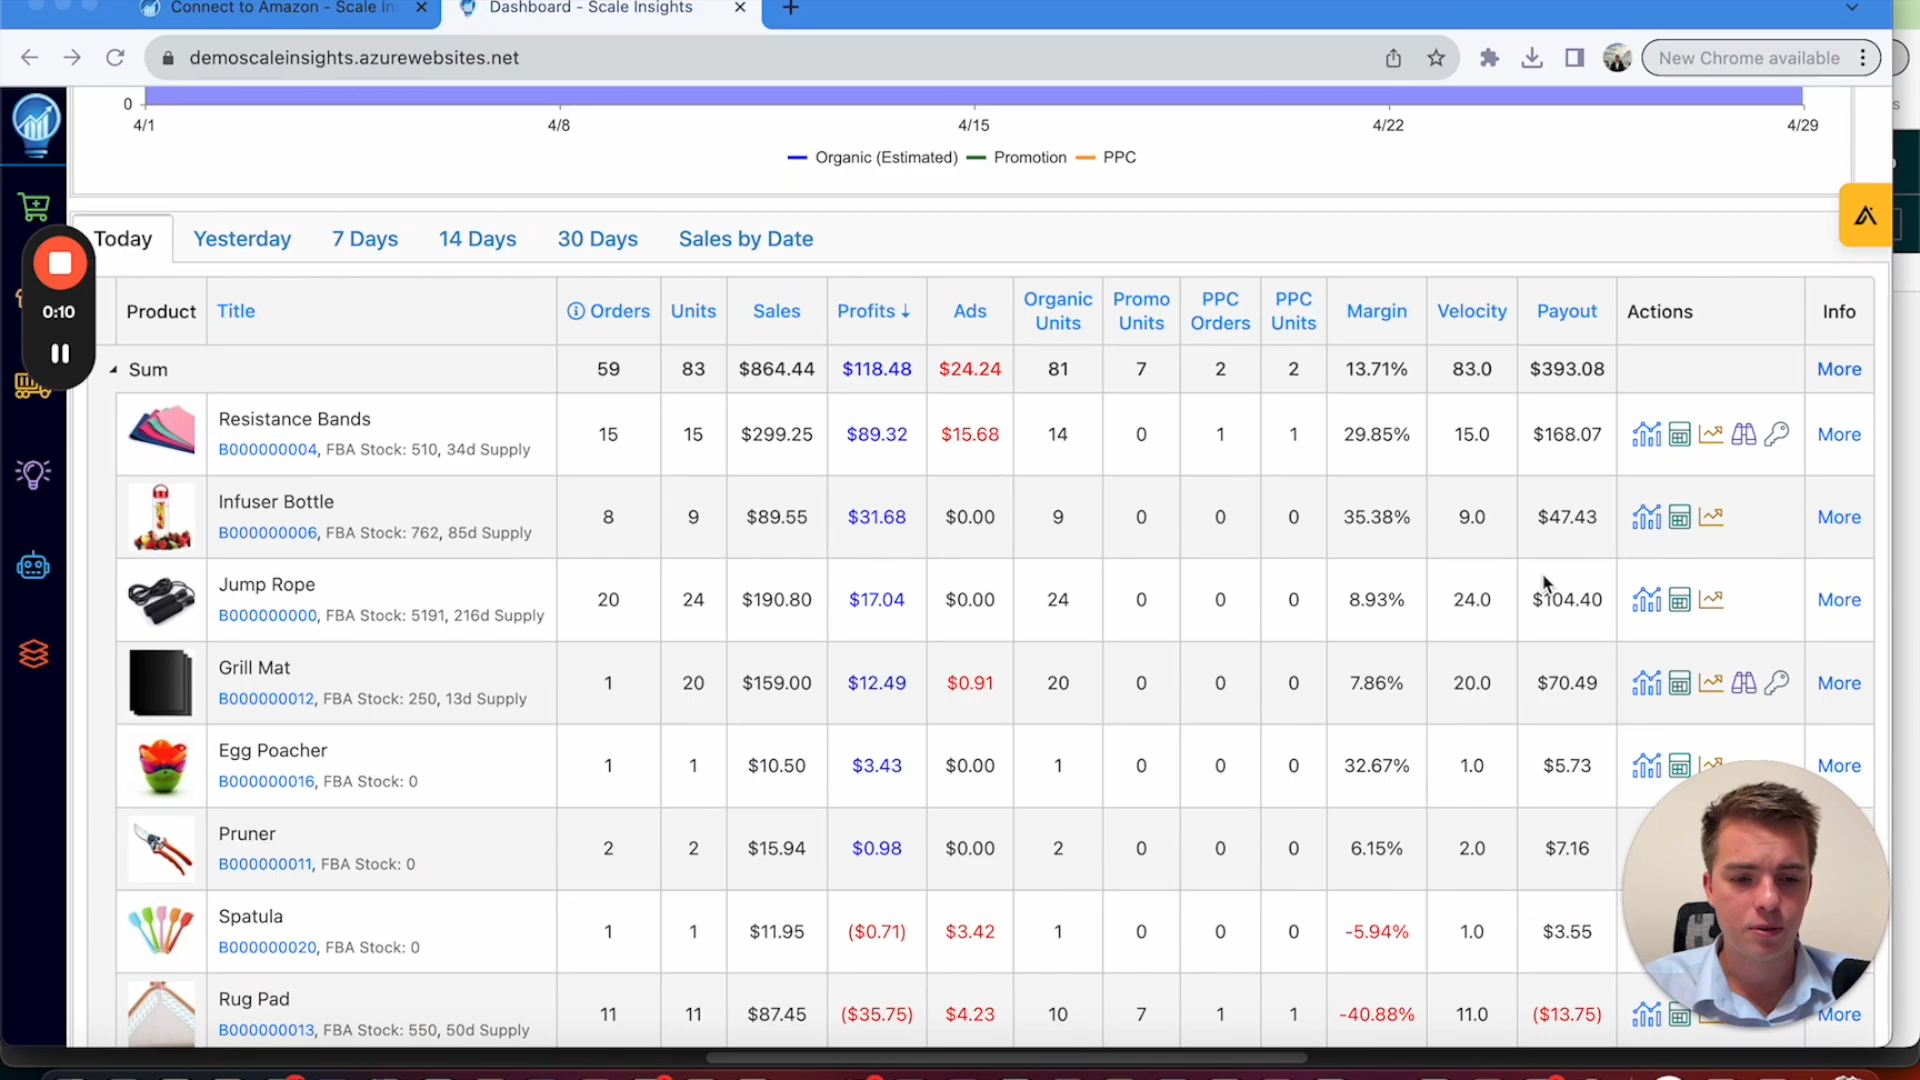 Connect to Amazon - Scale In
Dashboard - Scale Insights
demoscaleinsights.azurewebsites.net
New Chrome available
0
4/1 4/8 4/15 4/22 4/29
Organic (Estimated) Promotion PPC
Today Yesterday 7 Days 14 Days 30 Days Sales by Date
0:10
Product Title Orders Units Sales Profits ↓ Ads Organic Units Promo Units PPC Orders PPC Units Margin Velocity Payout Actions Info
Sum 59 83 $864.44 $118.48 $24.24 81 7 2 2 13.71% 83.0 $393.08 More
Resistance Bands
B000000004, FBA Stock: 510, 34d Supply
15 15 $299.25 $89.32 $15.68 14 0 1 1 29.85% 15.0 $168.07 More
Infuser Bottle
B000000006, FBA Stock: 762, 85d Supply
8 9 $89.55 $31.68 $0.00 9 0 0 0 35.38% 9.0 $47.43 More
Jump Rope
B000000000, FBA Stock: 5191, 216d Supply
20 24 $190.80 $17.04 $0.00 24 0 0 0 8.93% 24.0 $104.40 More
Grill Mat
B000000012, FBA Stock: 250, 13d Supply
1 20 $159.00 $12.49 $0.91 20 0 0 0 7.86% 20.0 $70.49 More
Egg Poacher
B000000016, FBA Stock: 0
1 1 $10.50 $3.43 $0.00 1 0 0 0 32.67% 1.0 $5.73 More
Pruner
B000000011, FBA Stock: 0
2 2 $15.94 $0.98 $0.00 2 0 0 0 6.15% 2.0 $7.16
Spatula
B000000020, FBA Stock: 0
1 1 $11.95 ($0.71) $3.42 1 0 0 0 -5.94% 1.0 $3.55
Rug Pad
B000000013, FBA Stock: 550, 50d Supply
11 11 $87.45 ($35.75) $4.23 10 7 1 1 -40.88% 11.0 ($13.75) More